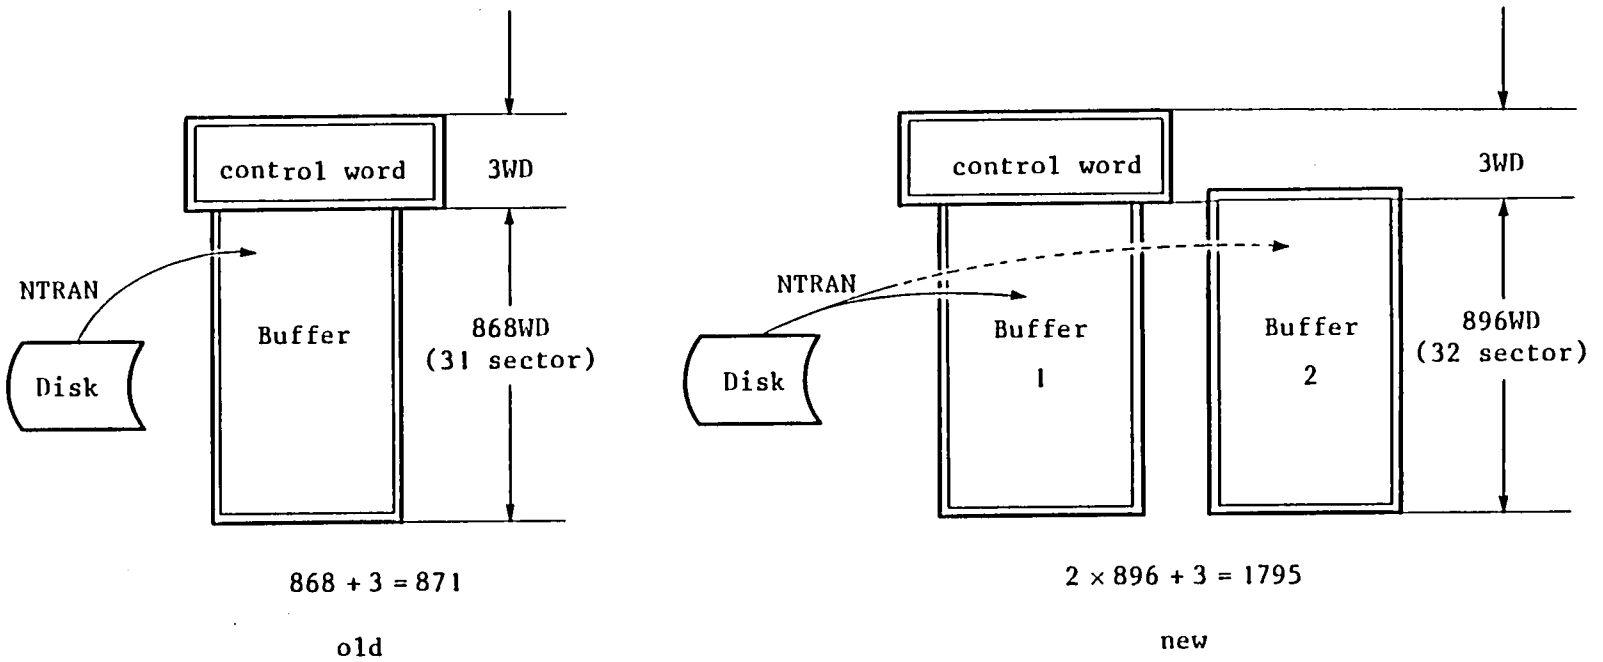 control word
3WD
NTRAN
Buffer
868WD
(31 sector)
Disk
868 + 3 = 871
old
control word
3WD
NTRAN
Buffer
1
Buffer
2
896WD
(32 sector)
Disk
2 × 896 + 3 = 1795
new